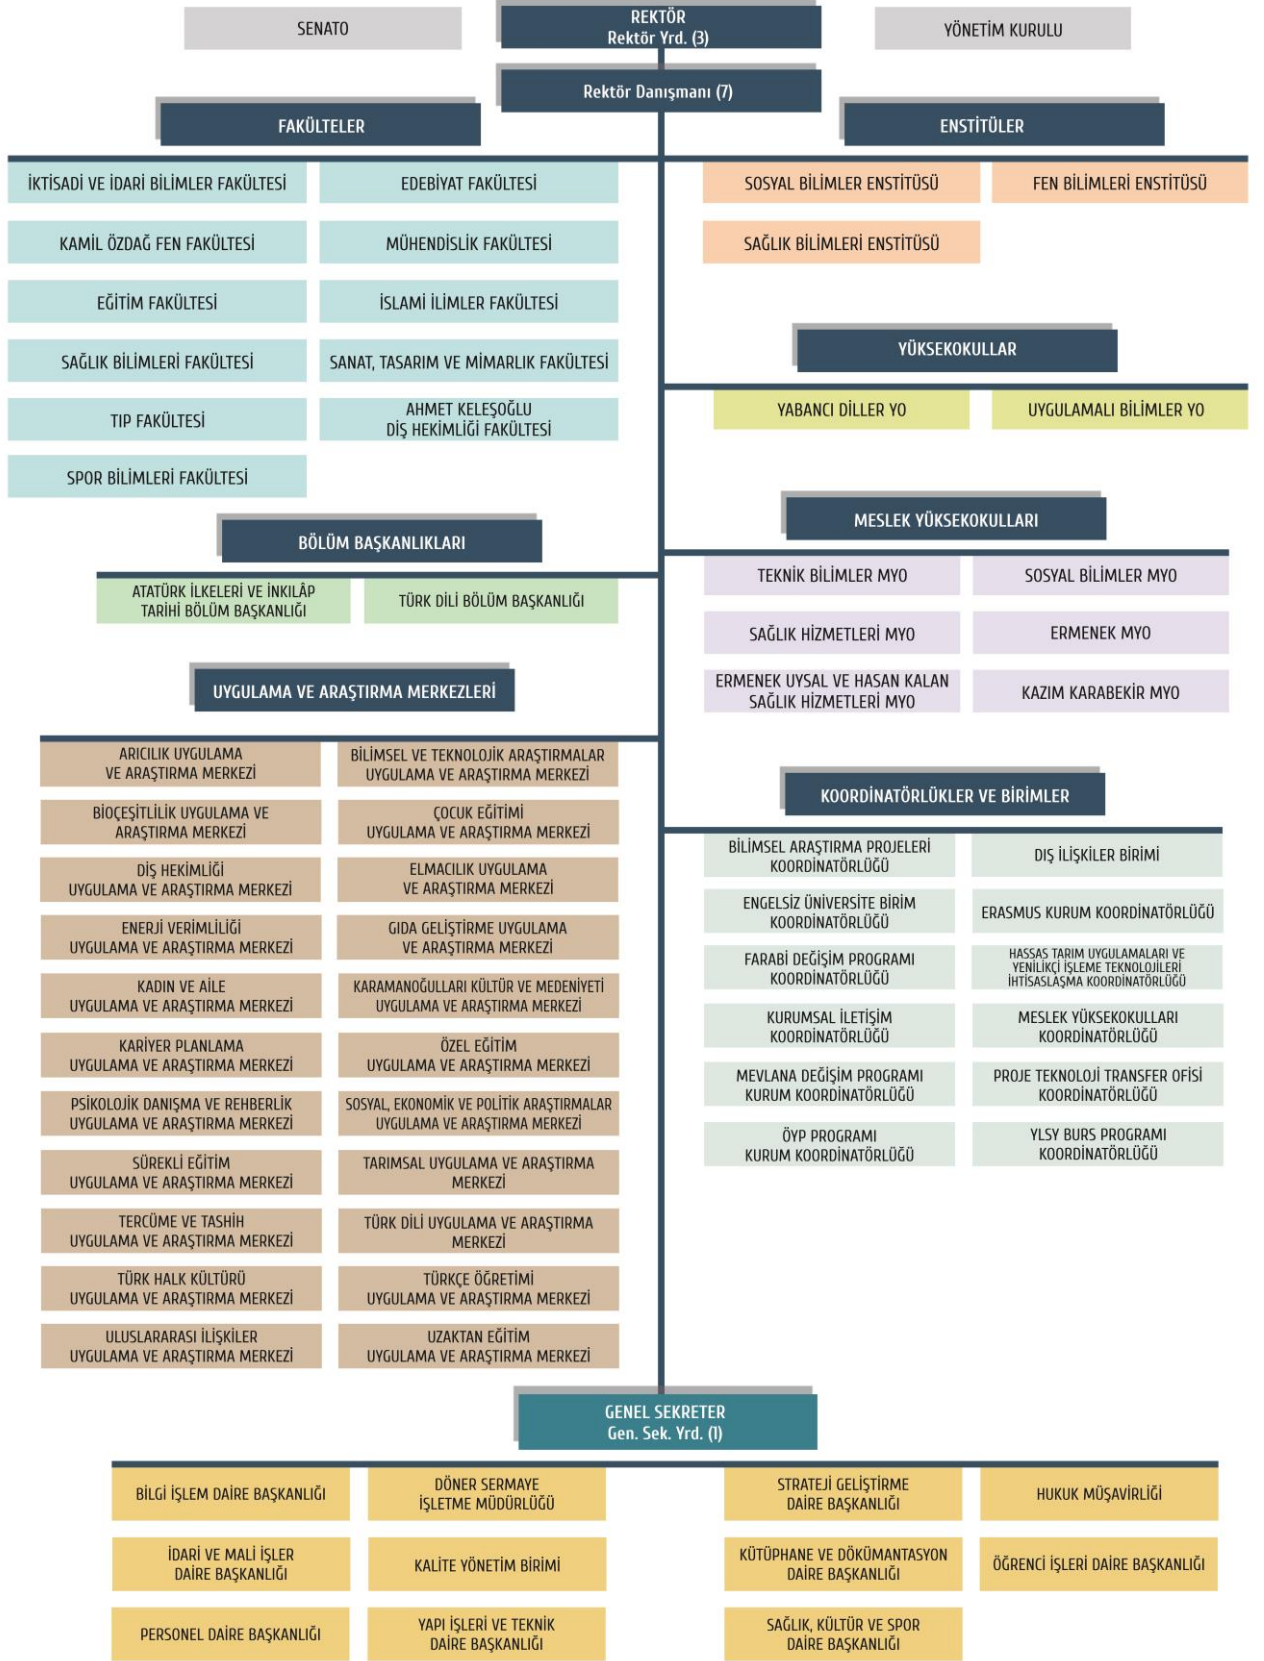 SENATO
REKTÖR
Rektör Yrd. (3)
YÖNETİM KURULU
Rektör Danışmanı (7)
FAKÜLTELER
İKTİSADİ VE İDARİ BİLİMLER FAKÜLTESİ
EDEBİYAT FAKÜLTESİ
KAMİL ÖZDAĞ FEN FAKÜLTESİ
MÜHENDİSLİK FAKÜLTESİ
EĞİTİM FAKÜLTESİ
İSLAMİ İLİMLER FAKÜLTESİ
SAĞLIK BİLİMLERİ FAKÜLTESİ
SANAT, TASARIM VE MİMARLIK FAKÜLTESİ
TIP FAKÜLTESİ
AHMET KELEŞOĞLU
DİŞ HEKİMLİĞİ FAKÜLTESİ
SPOR BİLİMLERİ FAKÜLTESİ
ENSTİTÜLER
SOSYAL BİLİMLER ENSTİTÜSÜ
FEN BİLİMLERİ ENSTİTÜSÜ
SAĞLIK BİLİMLERİ ENSTİTÜSÜ
YÜKSEKOKULLAR
YABANCI DİLLER YO
UYGULAMALI BİLİMLER YO
BÖLÜM BAŞKANLIKLARI
ATATÜRK İLKELERİ VE İNKILÂP
TARİHİ BÖLÜM BAŞKANLIĞI
TÜRK DİLİ BÖLÜM BAŞKANLIĞI
MESLEK YÜKSEKOKULLARI
TEKNİK BİLİMLER MYO
SOSYAL BİLİMLER MYO
SAĞLIK HİZMETLERİ MYO
ERMENEK MYO
ERMENEK UYSAL VE HASAN KALAN
SAĞLIK HİZMETLERİ MYO
KAZIM KARABEKİR MYO
UYGULAMA VE ARAŞTIRMA MERKEZLERİ
ARICILIK UYGULAMA
VE ARAŞTIRMA MERKEZİ
BİLİMSEL VE TEKNOLOJİK ARAŞTIRMALAR
UYGULAMA VE ARAŞTIRMA MERKEZİ
BİOÇEŞİTLİLİK UYGULAMA VE
ARAŞTIRMA MERKEZİ
ÇOCUK EĞİTİMİ
UYGULAMA VE ARAŞTIRMA MERKEZİ
DİŞ HEKİMLİĞİ
UYGULAMA VE ARAŞTIRMA MERKEZİ
ELMACILIK UYGULAMA
VE ARAŞTIRMA MERKEZİ
ENERJİ VERİMLİLİĞİ
UYGULAMA VE ARAŞTIRMA MERKEZİ
GIDA GELİŞTİRME UYGULAMA
VE ARAŞTIRMA MERKEZİ
KADIN VE AİLE
UYGULAMA VE ARAŞTIRMA MERKEZİ
KARAMANOĞULLARI KÜLTÜR VE MEDENİYETİ
UYGULAMA VE ARAŞTIRMA MERKEZİ
KARİYER PLANLAMA
UYGULAMA VE ARAŞTIRMA MERKEZİ
ÖZEL EĞİTİM
UYGULAMA VE ARAŞTIRMA MERKEZİ
PSİKOLOJİK DANIŞMA VE REHBERLİK
UYGULAMA VE ARAŞTIRMA MERKEZİ
SOSYAL, EKONOMİK VE POLİTİK ARAŞTIRMALAR
UYGULAMA VE ARAŞTIRMA MERKEZİ
SÜREKLİ EĞİTİM
UYGULAMA VE ARAŞTIRMA MERKEZİ
TARIMSAL UYGULAMA VE ARAŞTIRMA
MERKEZİ
TERCÜME VE TASHİH
UYGULAMA VE ARAŞTIRMA MERKEZİ
TÜRK DİLİ UYGULAMA VE ARAŞTIRMA
MERKEZİ
TÜRK HALK KÜLTÜRÜ
UYGULAMA VE ARAŞTIRMA MERKEZİ
TÜRKÇE ÖĞRETİMİ
UYGULAMA VE ARAŞTIRMA MERKEZİ
ULUSLARARASI İLİŞKİLER
UYGULAMA VE ARAŞTIRMA MERKEZİ
UZAKTAN EĞİTİM
UYGULAMA VE ARAŞTIRMA MERKEZİ
KOORDİNATÖRLÜKLER VE BİRİMLER
BİLİMSEL ARAŞTIRMA PROJELERİ
KOORDİNATÖRLÜĞÜ
DIŞ İLİŞKİLER BİRİMİ
ENGELSİZ ÜNİVERSİTE BİRİM
KOORDİNATÖRLÜĞÜ
ERASMUS KURUM KOORDİNATÖRLÜĞÜ
FARABİ DEĞİŞİM PROGRAMI
KOORDİNATÖRLÜĞÜ
HASSAS TARIM UYGULAMALARI VE
YENİLİKÇİ İŞLEME TEKNOLOJİLERİ
İHTİSASLAŞMA KOORDİNATÖRLÜĞÜ
KURUMSAL İLETİŞİM
KOORDİNATÖRLÜĞÜ
MESLEK YÜKSEKOKULLARI
KOORDİNATÖRLÜĞÜ
MEVLANA DEĞİŞİM PROGRAMI
KURUM KOORDİNATÖRLÜĞÜ
PROJE TEKNOLOJİ TRANSFER OFİSİ
KOORDİNATÖRLÜĞÜ
ÖYP PROGRAMI
KURUM KOORDİNATÖRLÜĞÜ
YLSY BURS PROGRAMI
KOORDİNATÖRLÜĞÜ
GENEL SEKRETER
Gen. Sek. Yrd. (1)
BİLGİ İŞLEM DAİRE BAŞKANLIĞI
DÖNER SERMAYE
İŞLETME MÜDÜRLÜĞÜ
STRATEJİ GELİŞTİRME
DAİRE BAŞKANLIĞI
HUKUK MÜŞAVİRLİĞİ
İDARİ VE MALİ İŞLER
DAİRE BAŞKANLIĞI
KALİTE YÖNETİM BİRİMİ
KÜTÜPHANE VE DÖKÜMANTASYON
DAİRE BAŞKANLIĞI
ÖĞRENCİ İŞLERİ DAİRE BAŞKANLIĞI
PERSONEL DAİRE BAŞKANLIĞI
YAPI İŞLERİ VE TEKNİK
DAİRE BAŞKANLIĞI
SAĞLIK, KÜLTÜR VE SPOR
DAİRE BAŞKANLIĞI